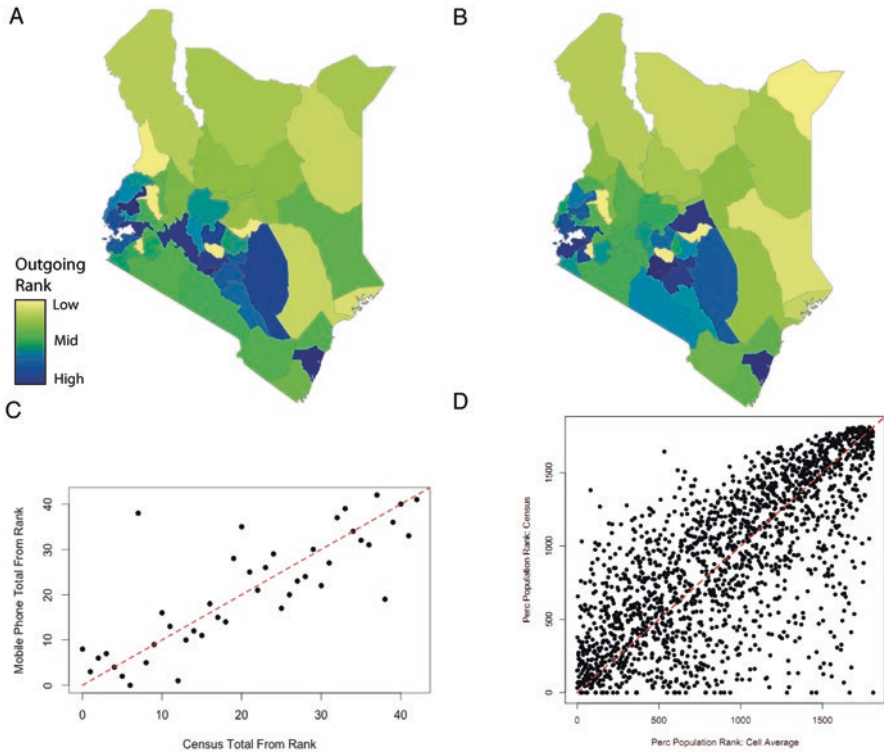 A
B
Outgoing
Rank
Low
Mid
High
C
Mobile Phone Total From Rank
40
30
20
10
0
0 10 20 30 40
Census Total From Rank
D
Perc Population Rank: Census
1500
1000
500
0
0 500 1000 1500
Perc Population Rank: Cell Average